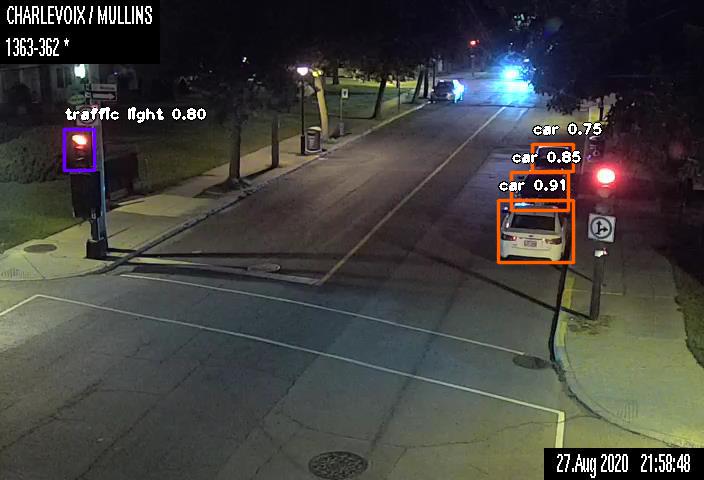 CHARLEVOIX / MULLINS
1363-362 *
traffic light 0.80
car 0.75
car 0.85
car 0.91
27.Aug 2020 21:58:48